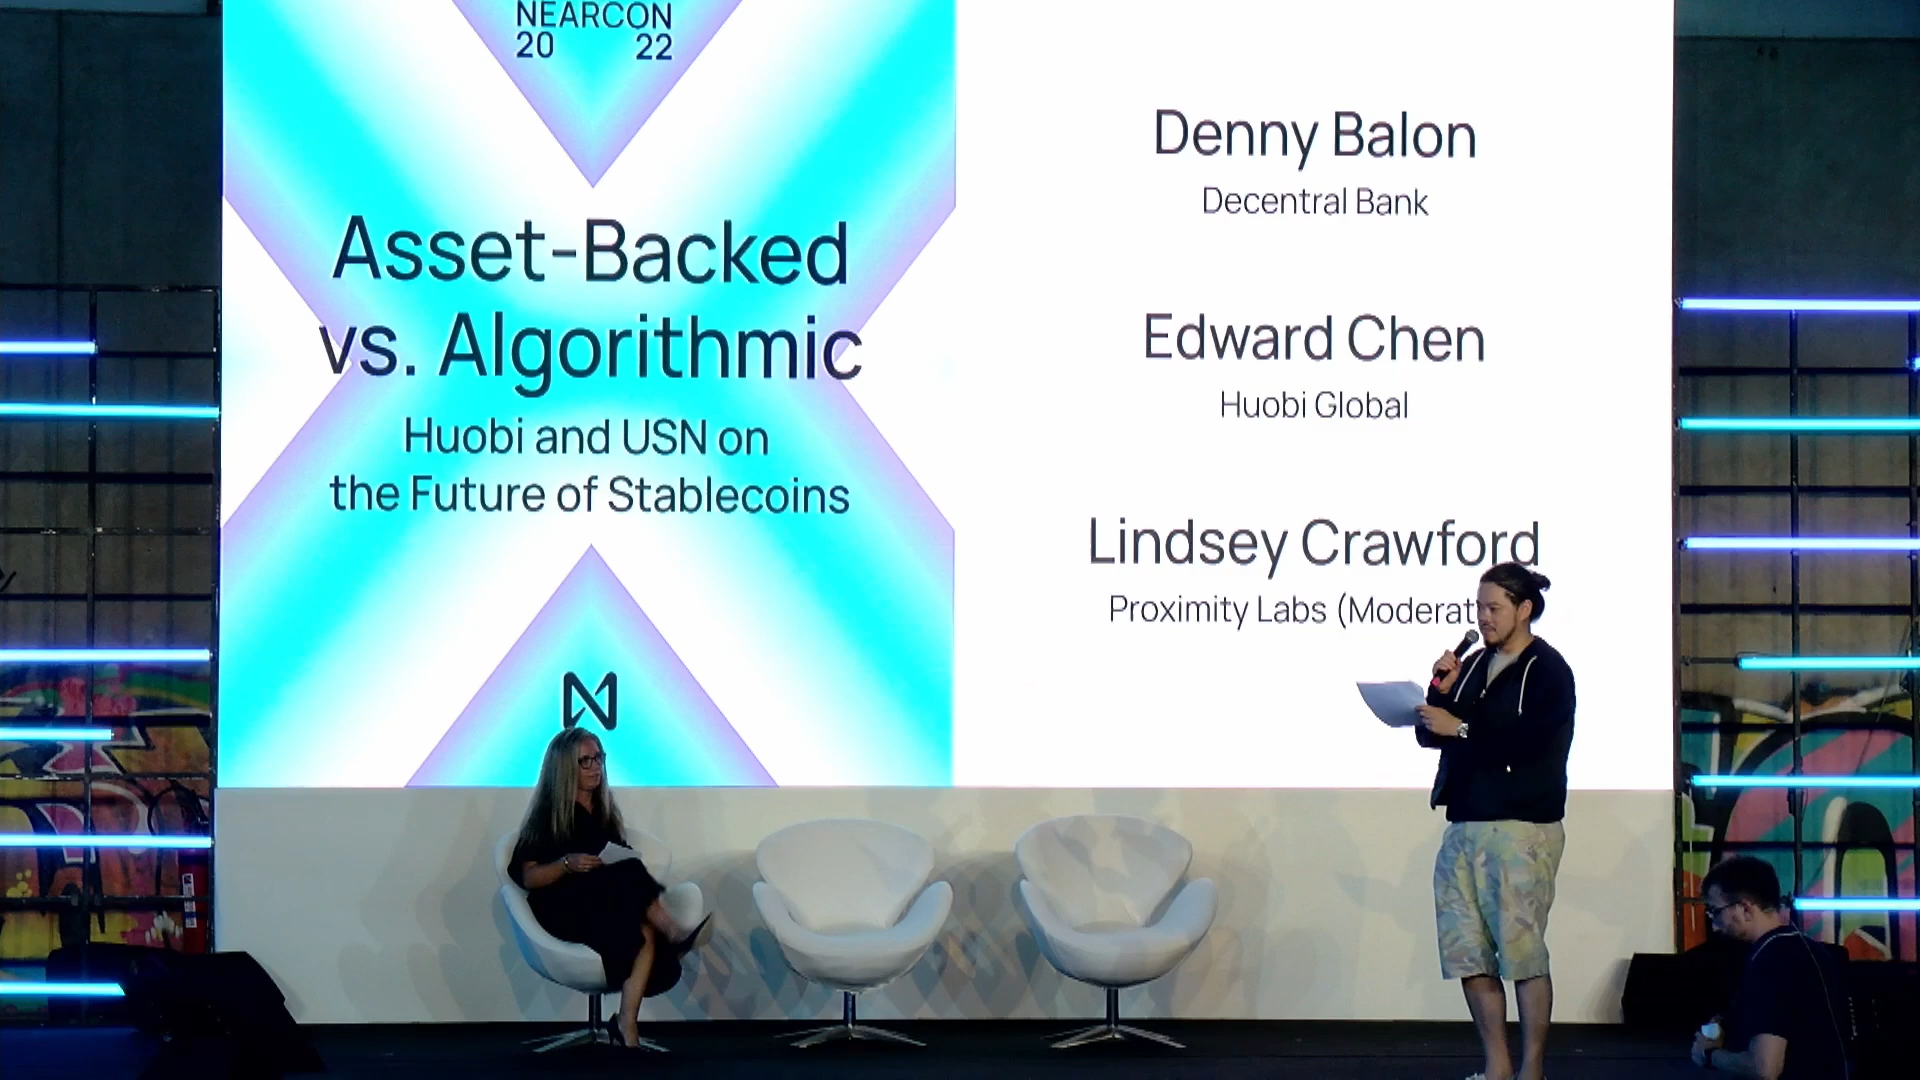 NEARCON
20 22
Asset-Backed
vs. Algorithmic
Huobi and USN on
the Future of Stablecoins
Denny Balon
Decentral Bank
Edward Chen
Huobi Global
Lindsey Crawford
Proximity Labs (Moderat